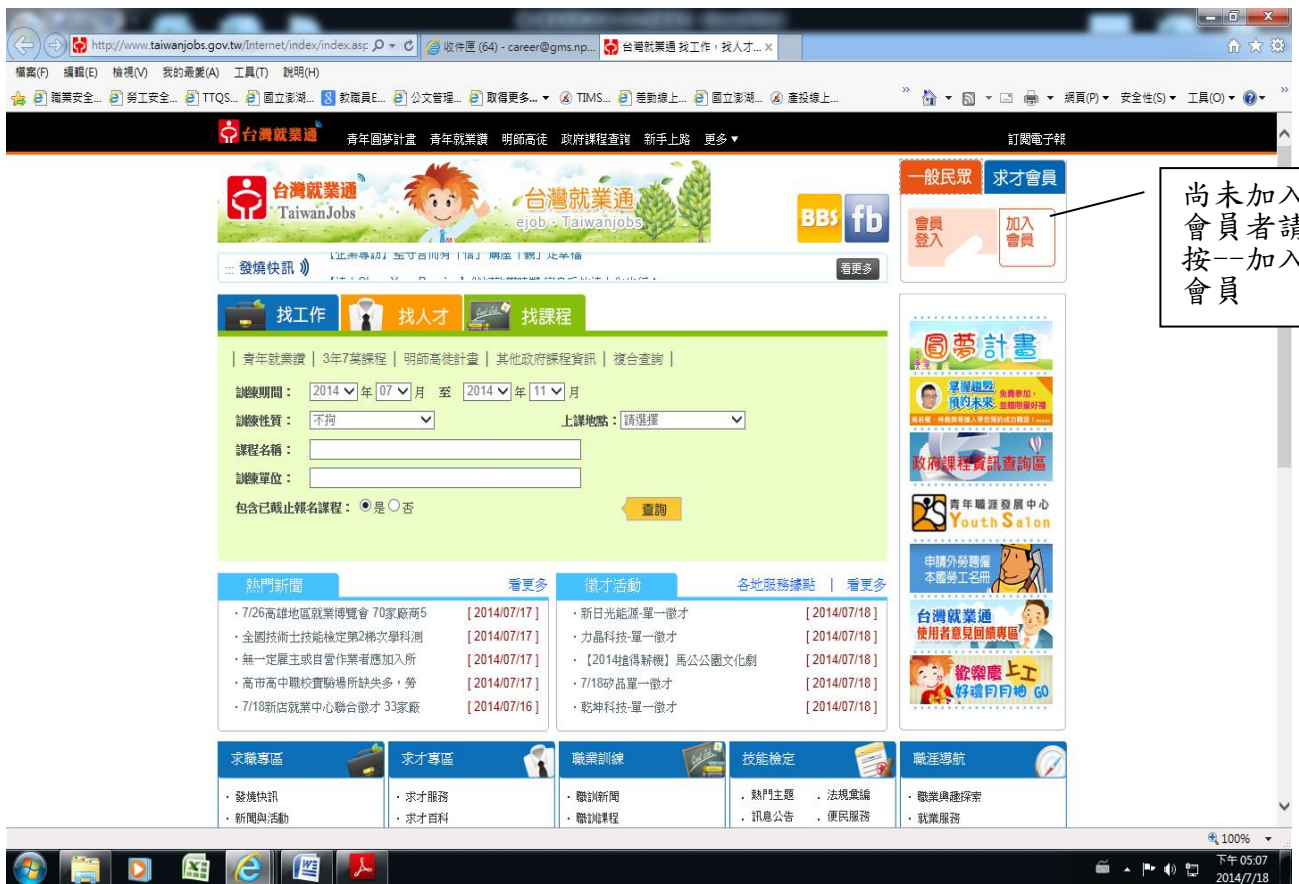 http://www.taiwanjobs.gov.tw/Internet/index/index.asp
收件匣 (64) - career@gms.np...
台灣就業通 找工作，找人才...
檔案(F) 編輯(E) 檢視(V) 我的最愛(A) 工具(T) 說明(H)
職業安全... 勞工安全... TTQS... 國立澎湖... 教職員E... 公文管理... 取得更多... TIMS... 差勤線上... 國立澎湖... 產投線上...
網頁(P) 安全性(S) 工具(O)
台灣就業通 青年圓夢計畫 青年就業讚 明師高徒 政府課程查詢 新手上路 更多▼ 訂閱電子報
台灣就業通
TaiwanJobs
台灣就業通
ejob Taiwanjobs
BBS fb
一般民眾 求才會員
會員登入
加入會員
尚未加入
會員者請
按--加入
會員
::: 發燒快訊
看更多
找工作 找人才 找課程
| 青年就業讚 | 3年7萬課程 | 明師高徒計畫 | 其他政府課程資訊 | 複合查詢 |
訓練期間： 2014 年 07 月 至 2014 年 11 月
訓練性質： 不拘 上課地點： 請選擇
課程名稱：
訓練單位：
包含已截止報名課程： 是 否
查詢
圓夢計畫
掌握趨勢 預約未來
免費參加，
並贈限量好禮
政府課程資訊查詢區
青年職涯發展中心
Youth Salon
申請外勞聘僱
本國勞工名冊
台灣就業通
使用者意見回饋專區
歡樂慶上工
好禮月月抽 GO
熱門新聞 看更多
・7/26高雄地區就業博覽會 70家廠商5 [ 2014/07/17 ]
・全國技術士技能檢定第2梯次學科測 [ 2014/07/17 ]
・無一定雇主或自營作業者應加入所 [ 2014/07/17 ]
・高市高中職校實驗場所缺失多，勞 [ 2014/07/17 ]
・7/18新店就業中心聯合徵才 33家廠 [ 2014/07/16 ]
徵才活動 各地服務據點 | 看更多
・新日光能源-單一徵才 [ 2014/07/18 ]
・力晶科技-單一徵才 [ 2014/07/18 ]
・【2014搶得薪機】馬公公園文化劇 [ 2014/07/18 ]
・7/18矽品單一徵才 [ 2014/07/18 ]
・乾坤科技-單一徵才 [ 2014/07/18 ]
求職專區 求才專區 職業訓練 技能檢定 職涯導航
・發燒快訊 ・求才服務 ・職訓新聞 ．熱門主題 ．法規彙編 ・職業興趣探索
・新聞與活動 ・求才百科 ・職訓課程 ．訊息公告 ．便民服務 ・就業服務
100%
下午 05:07
2014/7/18